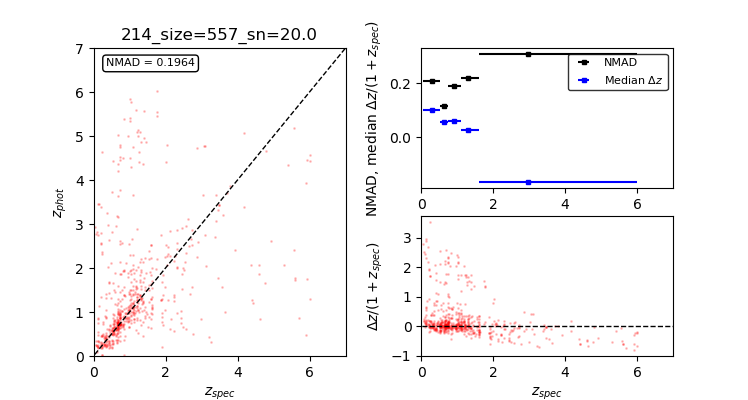 214_size=557_sn=20.0
NMAD = 0.1964
7
6
5
4
3
2
1
0
z_phot
0 2 4 6
z_spec
NMAD, median Δz/(1 + z_spec)
0.2
0.0
NMAD
Median Δz
0 2 4 6
Δz/(1 + z_spec)
3
2
1
0
−1
0 2 4 6
z_spec